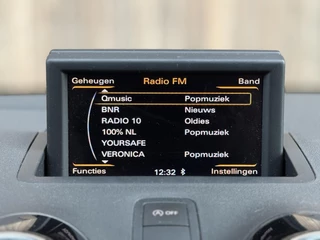 Geheugen Radio FM Band
Qmusic Popmuziek
BNR Nieuws
RADIO 10 Oldies
100% NL Popmuziek
YOURSAFE
VERONICA Popmuziek
Functies 12:32 Instellingen
OFF